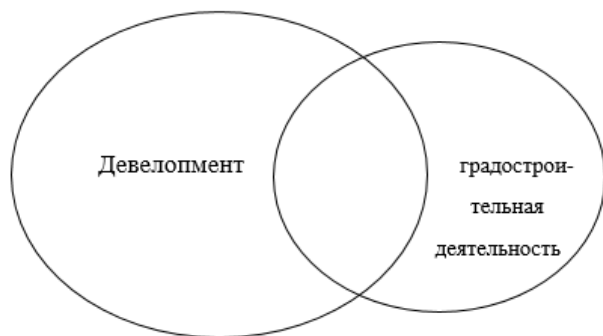 Девелопмент
градострои-
тельная
деятельность